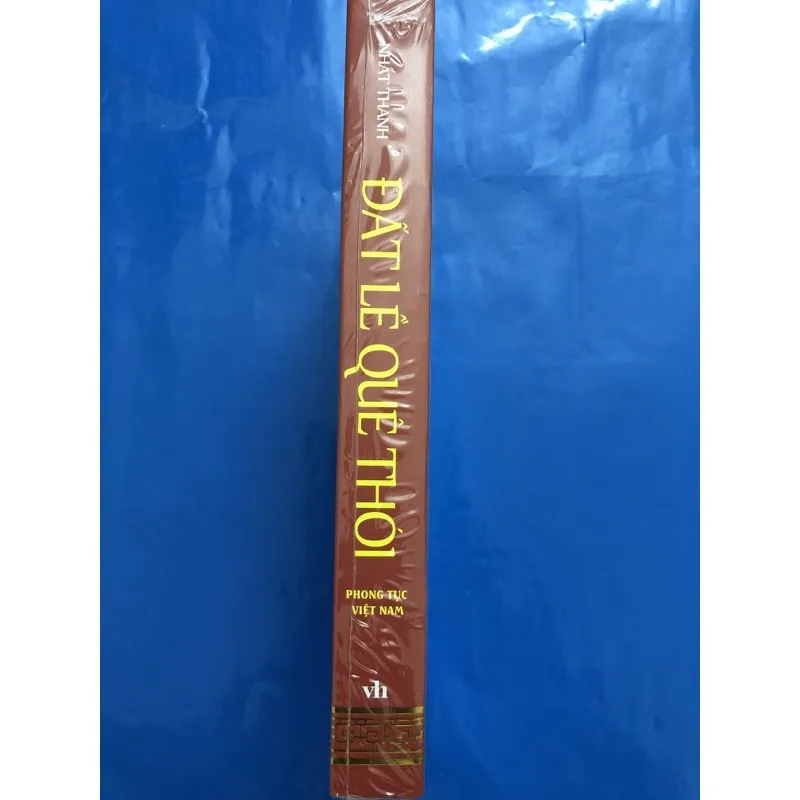 NHẤT THANH
ĐẤT LỀ QUÊ THÓI
PHONG TỤC
VIỆT NAM
vh